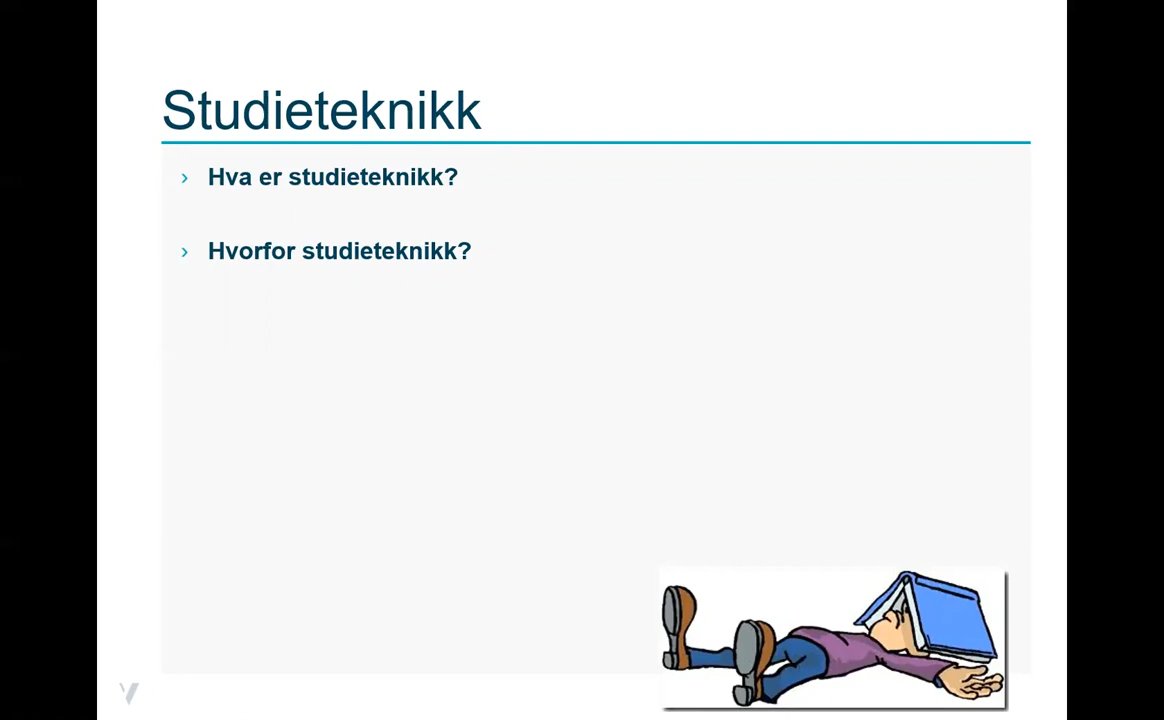 Studieteknikk
› Hva er studieteknikk?
› Hvorfor studieteknikk?